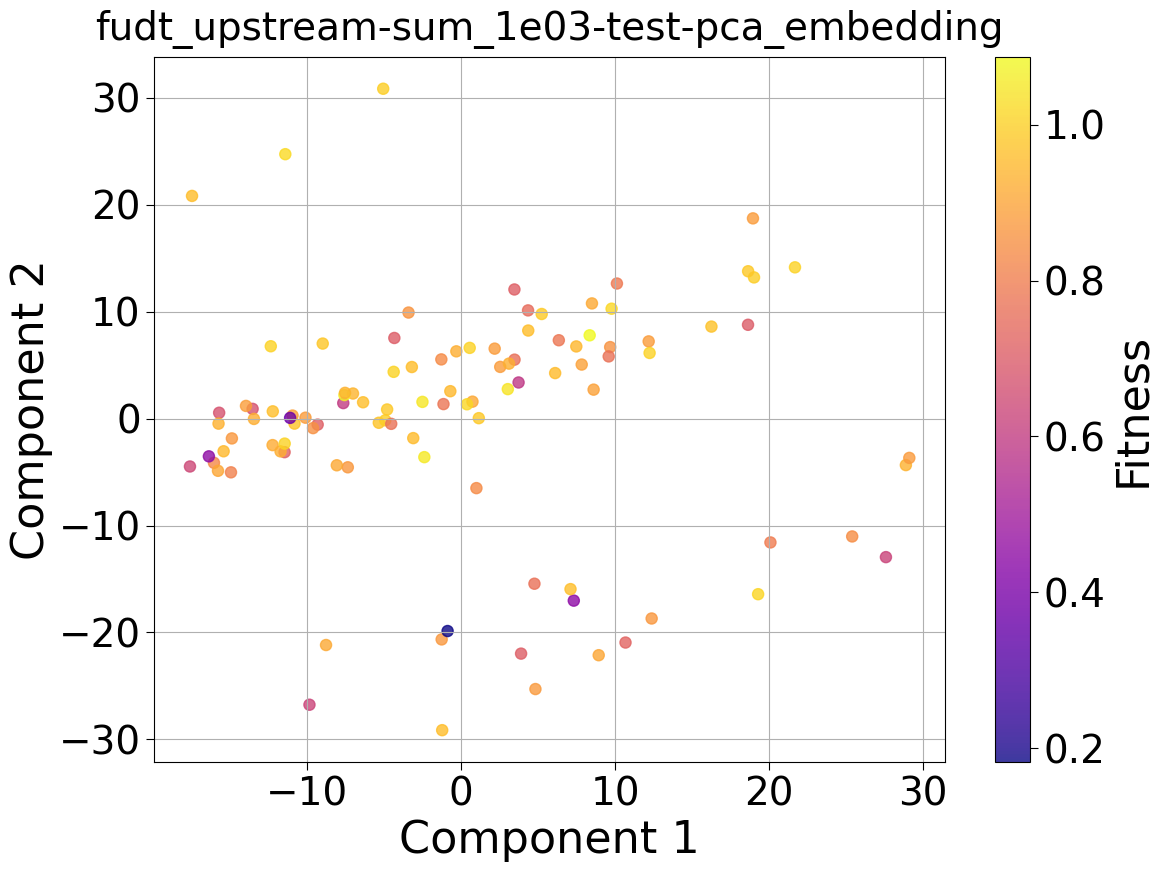 fudt_upstream-sum_1e03-test-pca_embedding
30
20
10
0
−10
−20
−30
Component 2
−10 0 10 20 30
Component 1
1.0
0.8
0.6
0.4
0.2
Fitness